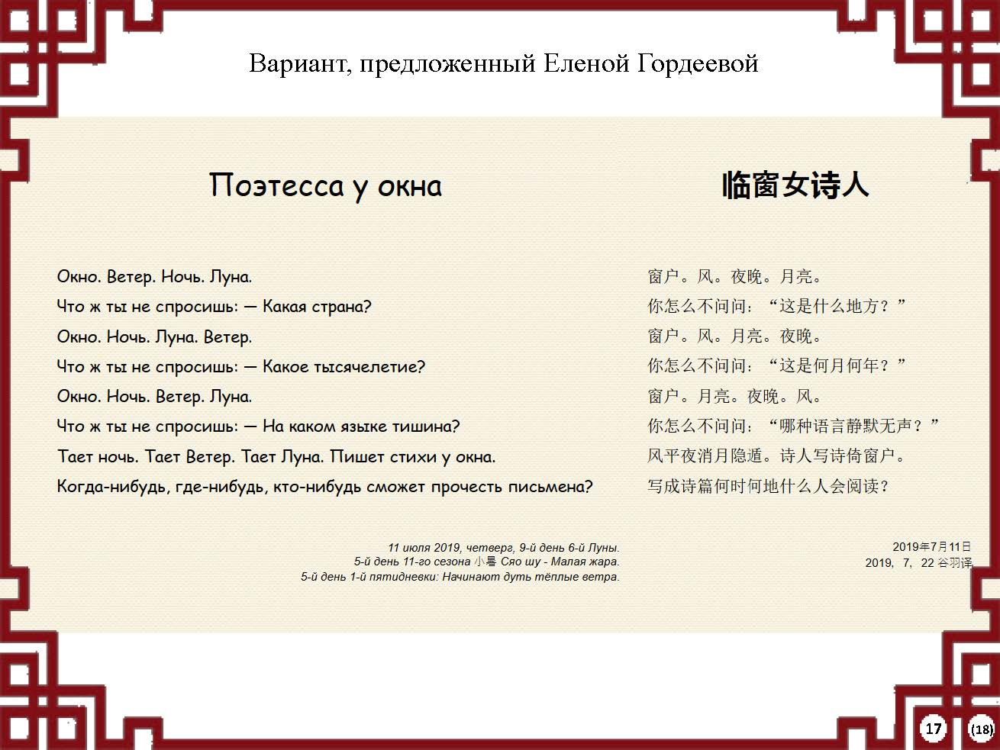 Вариант, предложенный Еленой Гордеевой
Поэтесса у окна
Окно. Ветер. Ночь. Луна.
Что ж ты не спросишь: — Какая страна?
Окно. Ночь. Луна. Ветер.
Что ж ты не спросишь: — Какое тысячелетие?
Окно. Ночь. Ветер. Луна.
Что ж ты не спросишь: — На каком языке тишина?
Тает ночь. Тает Ветер. Тает Луна. Пишет стихи у окна.
Когда-нибудь, где-нибудь, кто-нибудь сможет прочесть письмена?
11 июля 2019, четверг, 9-й день 6-й Луны.
5-й день 11-го сезона 小暑 Сяо шу - Малая жара.
5-й день 1-й пятидневки: Начинают дуть тёплые ветра.
临窗女诗人
窗户。风。夜晚。月亮。
你怎么不问问：“这是什么地方？”
窗户。风。月亮。夜晚。
你怎么不问问：“这是何月何年？”
窗户。月亮。夜晚。风。
你怎么不问问：“哪种语言静默无声？”
风平夜消月隐遁。诗人写诗倚窗户。
写成诗篇何时何地什么人会阅读？
2019年7月11日
2019，7，22 谷羽译
17
(18)